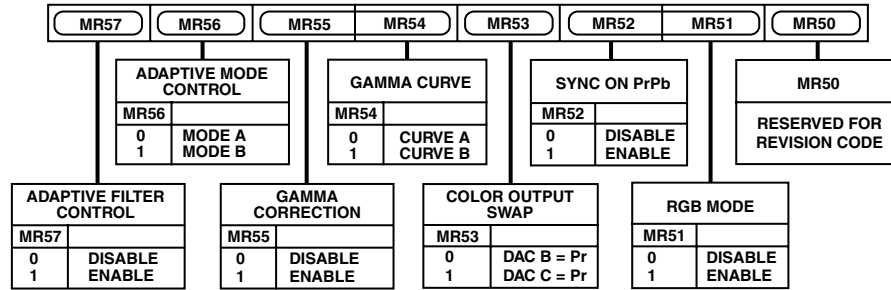 MR57 MR56 MR55 MR54 MR53 MR52 MR51 MR50
ADAPTIVE MODE
CONTROL
MR56
0 MODE A
1 MODE B
GAMMA CURVE
MR54
0 CURVE A
1 CURVE B
SYNC ON PrPb
MR52
0 DISABLE
1 ENABLE
MR50
RESERVED FOR
REVISION CODE
ADAPTIVE FILTER
CONTROL
MR57
0 DISABLE
1 ENABLE
GAMMA
CORRECTION
MR55
0 DISABLE
1 ENABLE
COLOR OUTPUT
SWAP
MR53
0 DAC B = Pr
1 DAC C = Pr
RGB MODE
MR51
0 DISABLE
1 ENABLE